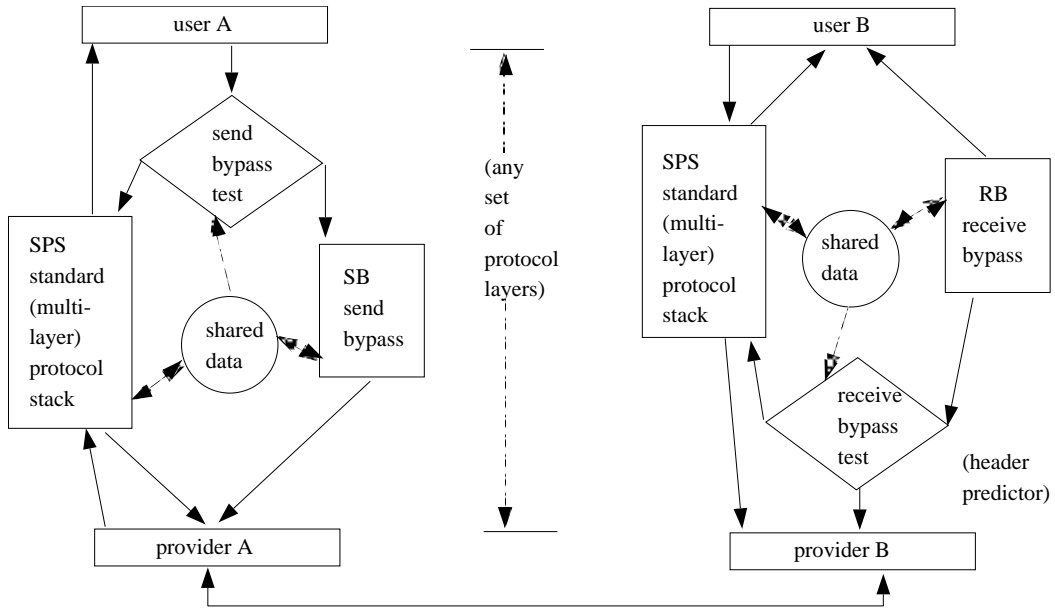 user A
send
bypass
test
SPS
standard
(multi-
layer)
protocol
stack
shared
data
SB
send
bypass
provider A
(any
set
of
protocol
layers)
user B
SPS
standard
(multi-
layer)
protocol
stack
shared
data
RB
receive
bypass
receive
bypass
test
(header
predictor)
provider B